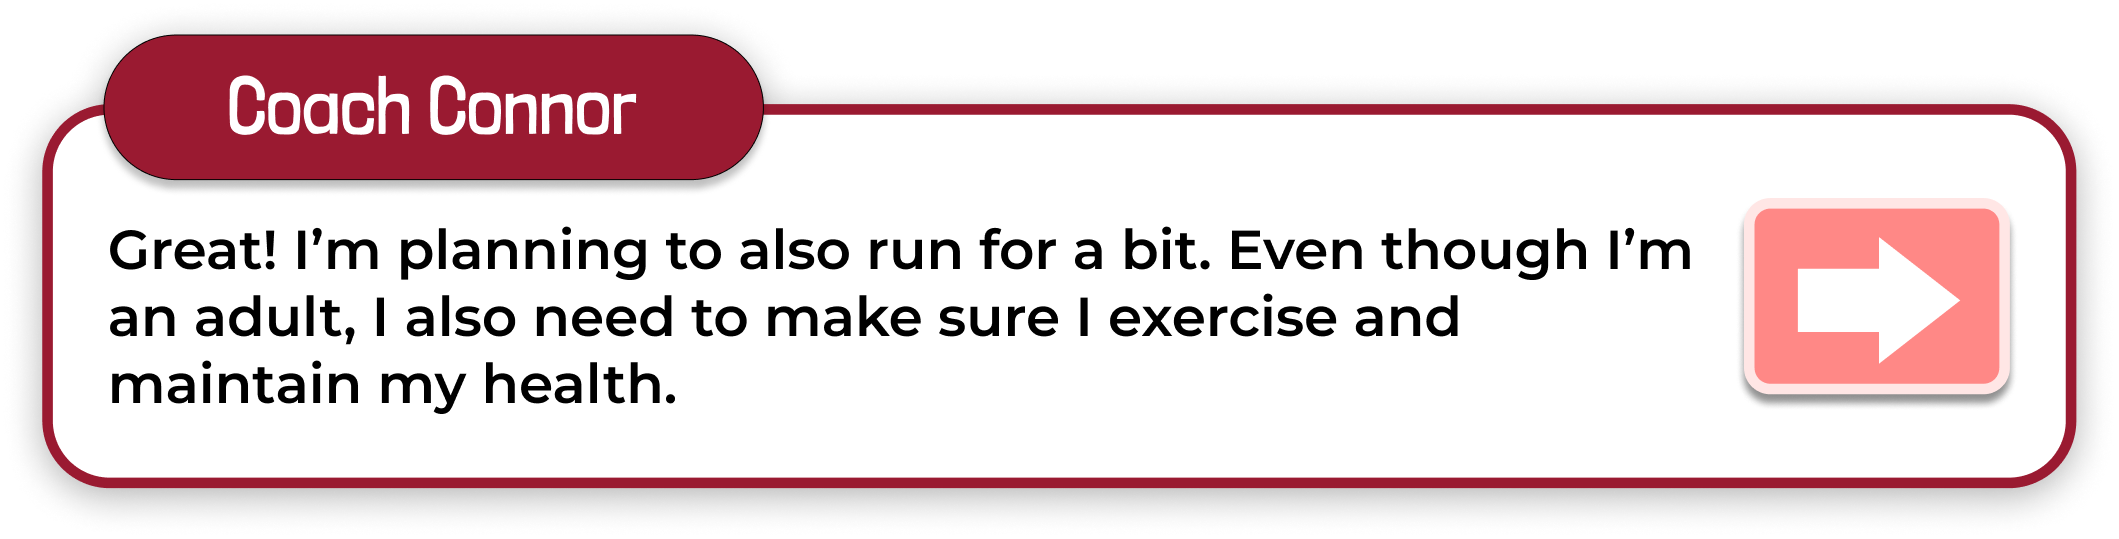 Coach Connor
Great! I’m planning to also run for a bit. Even though I’m
an adult, I also need to make sure I exercise and
maintain my health.